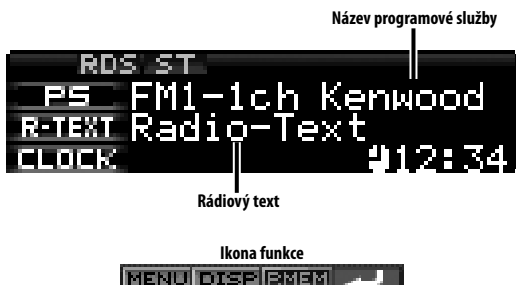 Název programové služby
RDS ST
PS FM1-1ch Kenwood
R-TEXT Radio-Text
CLOCK 12:34
Rádiový text
Ikona funkce
MENU DISP BMEM